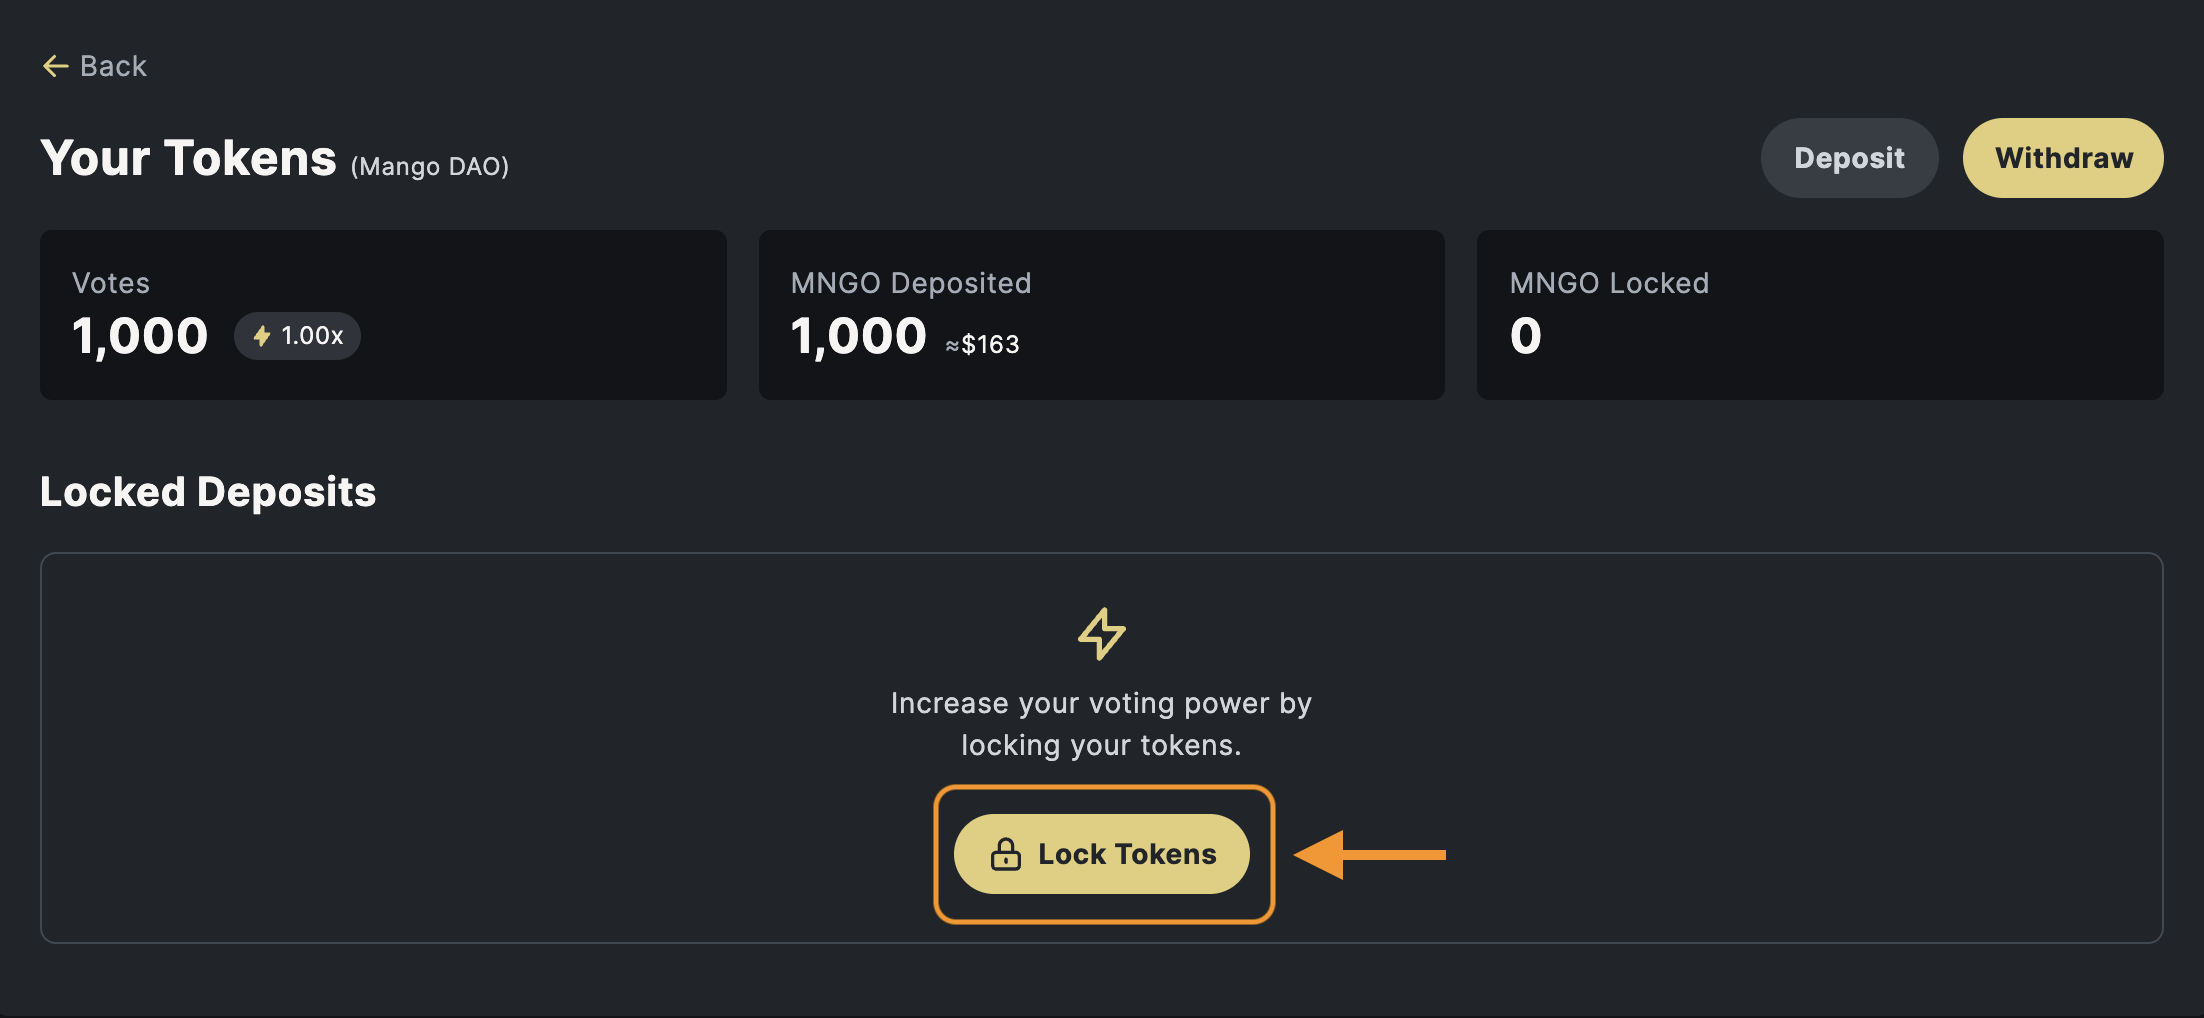 Back
Your Tokens (Mango DAO)
Deposit
Withdraw
Votes
1,000 1.00x
MNGO Deposited
1,000 ≈$163
MNGO Locked
0
Locked Deposits
Increase your voting power by
locking your tokens.
Lock Tokens